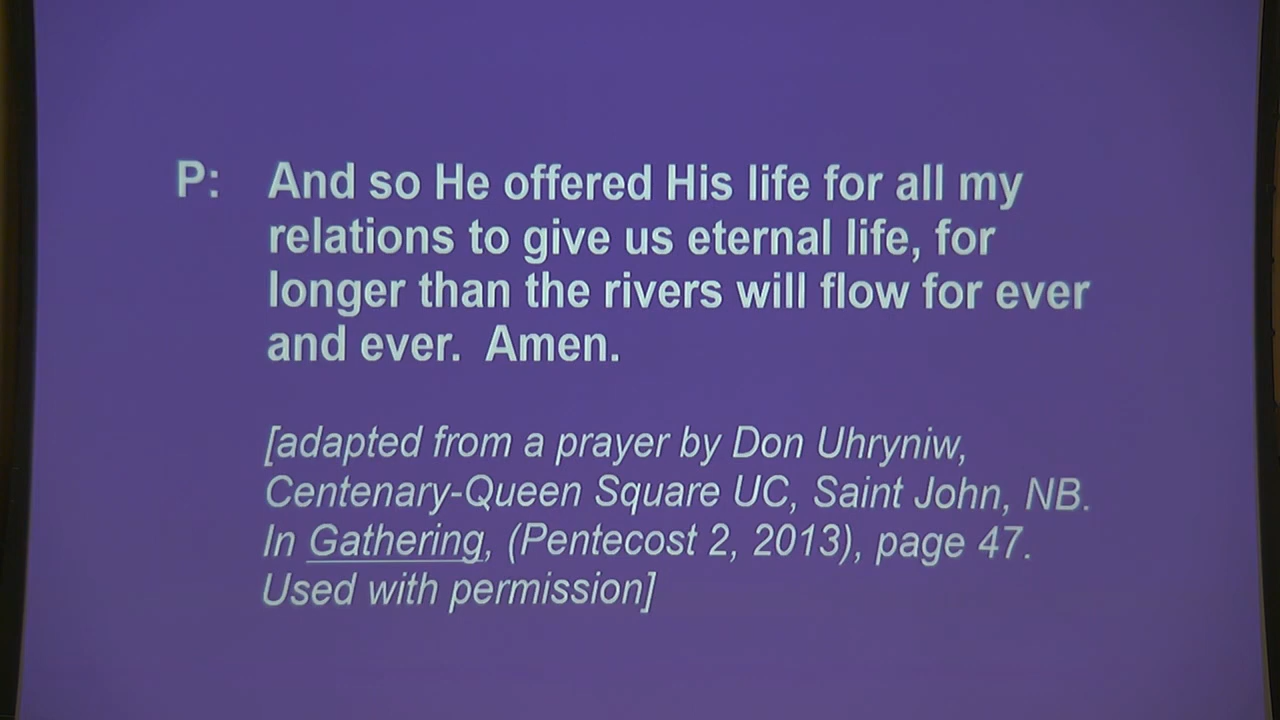 P: And so He offered His life for all my
relations to give us eternal life, for
longer than the rivers will flow for ever
and ever. Amen.
[adapted from a prayer by Don Uhryniw,
Centenary-Queen Square UC, Saint John, NB.
In Gathering, (Pentecost 2, 2013), page 47.
Used with permission]